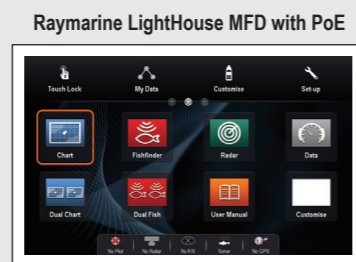 Raymarine LightHouse MFD with PoE
Touch Lock My Data Customise Set-up
Chart Fishfinder Radar Data
Dual Chart Dual Fish User Manual Customise
No Pilot No Radar No AIS Sonar No GPS